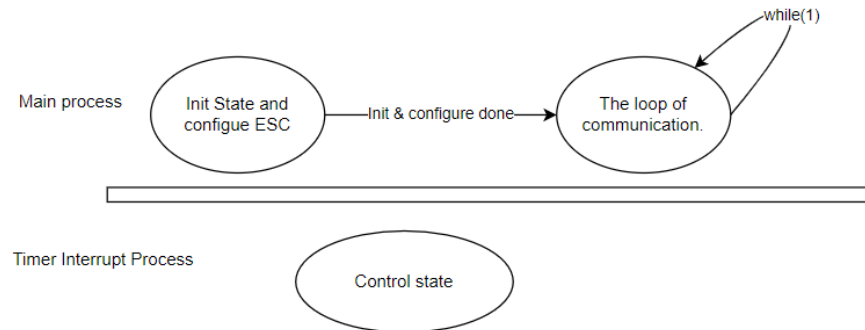 while(1)
Main process
Init State and
configue ESC
Init & configure done
The loop of
communication.
Timer Interrupt Process
Control state